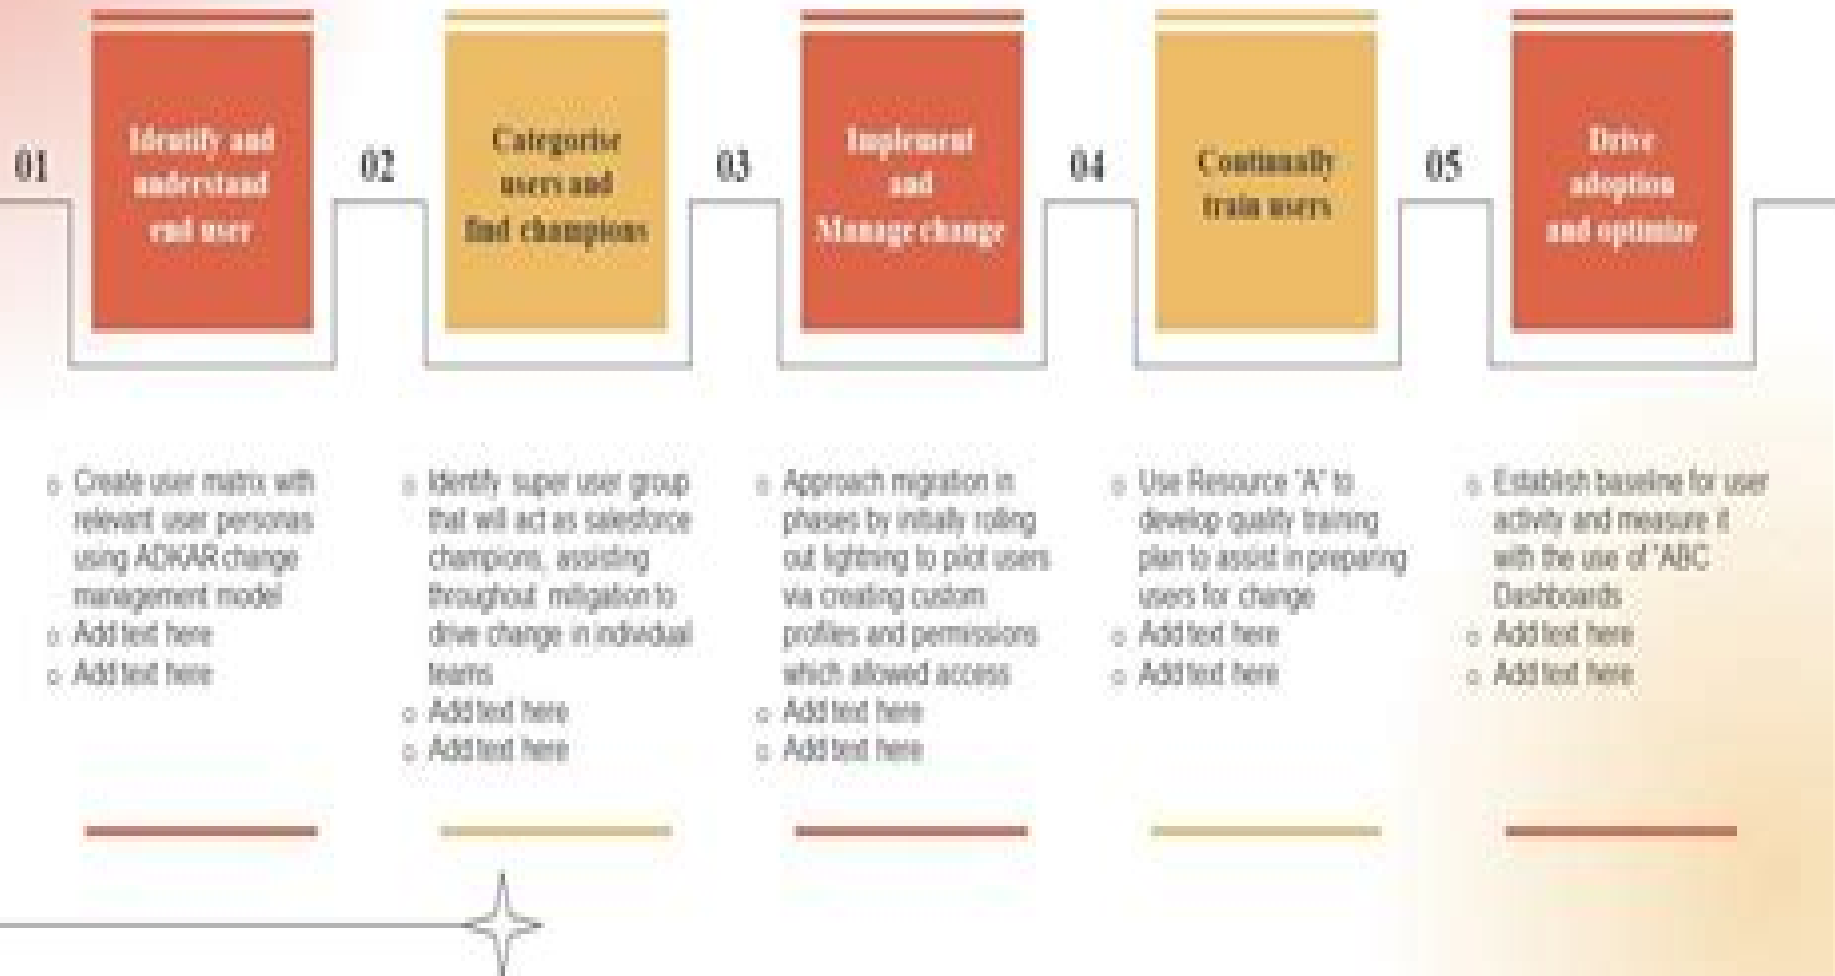 01
Identify and
understand
end user
02
Categorise
users and
find champions
03
Implement
and
Manage change
04
Continually
train users
05
Drive
adoption
and optimize
Create user matrix with
relevant user personas
using ADKAR change
management model
Add text here
Add text here
Identify super user group
that will act as salesforce
champions, assisting
throughout mitigation to
drive change in individual
teams
Add text here
Add text here
Approach migration in
phases by initially rolling
out lightning to pilot users
via creating custom
profiles and permissions
which allowed access
Add text here
Add text here
Use Resource "A" to
develop quality training
plan to assist in preparing
users for change
Add text here
Add text here
Establish baseline for user
activity and measure it
with the use of "ABC
Dashboards
Add text here
Add text here